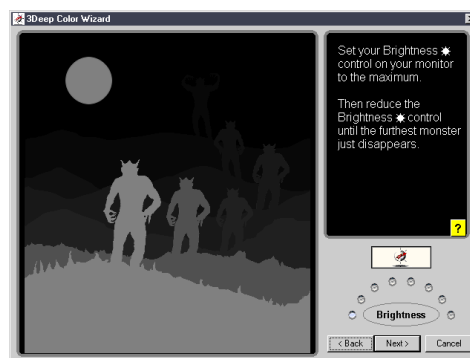 3Deep Color Wizard
Set your Brightness
control on your monitor
to the maximum.
Then reduce the
Brightness control
until the furthest monster
just disappears.
?
Brightness
< Back
Next >
Cancel